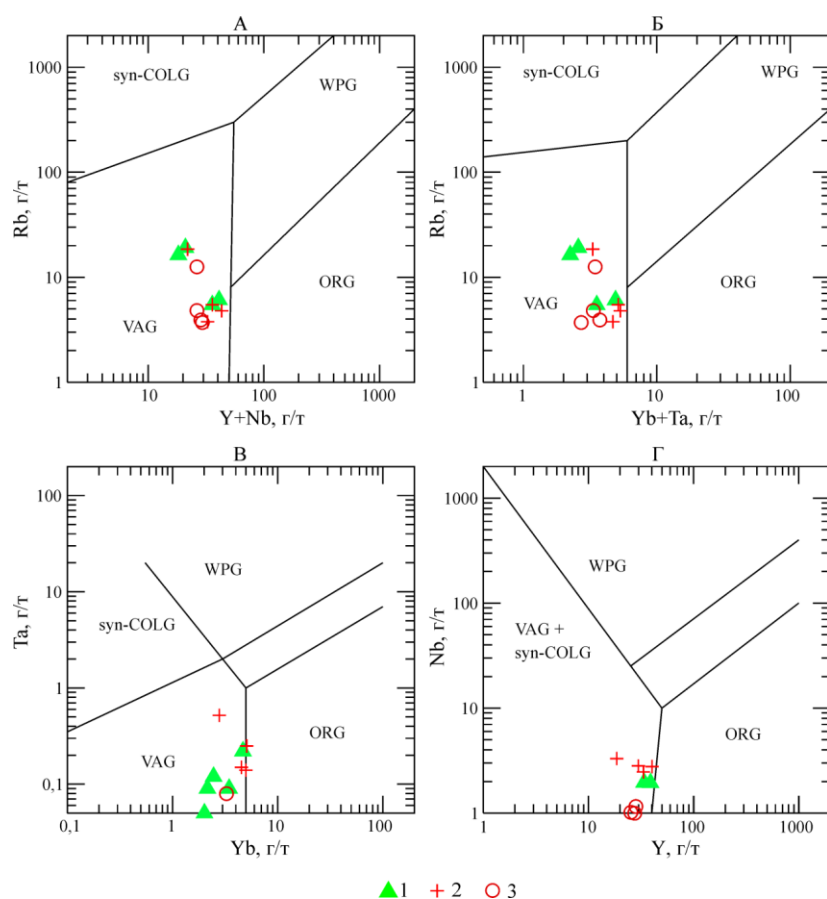 А
1000
100
10
1
Rb, г/т
syn-COLG
WPG
VAG
ORG
10
100
1000
Y+Nb, г/т
Б
1000
100
10
1
Rb, г/т
syn-COLG
WPG
VAG
ORG
1
10
100
Yb+Ta, г/т
В
100
10
1
0,1
Ta, г/т
WPG
syn-COLG
VAG
ORG
0,1
1
10
100
Yb, г/т
Г
1000
100
10
1
Nb, г/т
WPG
VAG +
syn-COLG
ORG
1
10
100
1000
Y, г/т
1 2 3